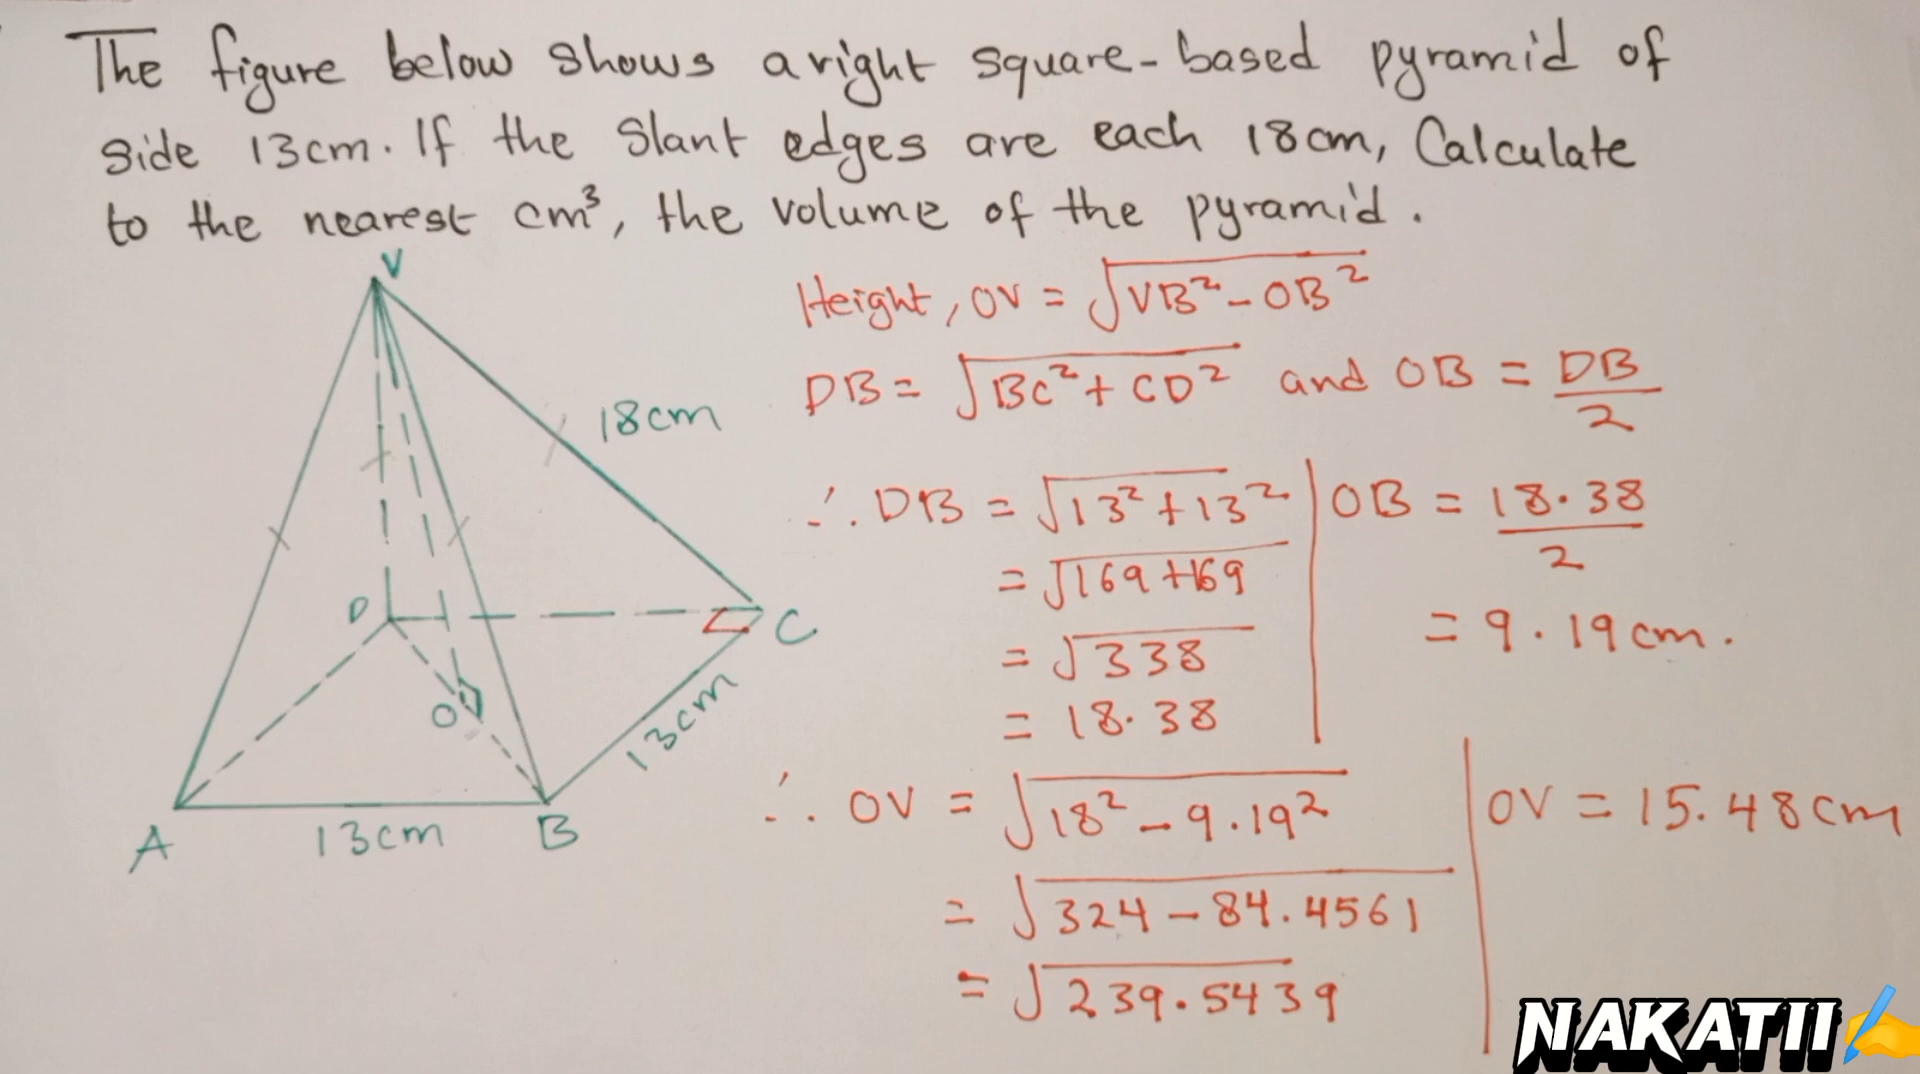 The figure below shows a right square-based pyramid of
side 13cm. If the slant edges are each 18cm, Calculate
to the nearest cm³, the volume of the pyramid.
V
18cm
D
C
O
13cm
A
13cm
B
Height, OV = √VB² - OB²
DB = √BC² + CD² and OB = DB/2
∴ DB = √13² + 13²
= √169 + 169
= √338
= 18.38
OB = 18.38/2
= 9.19cm.
∴ OV = √18² - 9.19²
= √324 - 84.4561
= √239.5439
OV = 15.48cm
NAKATII